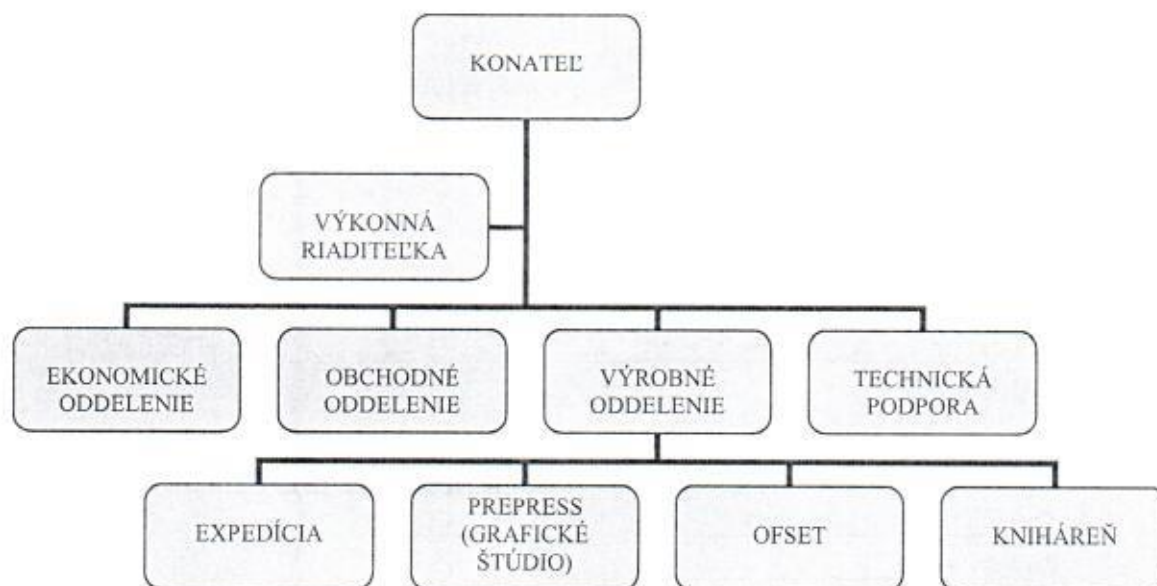 KONATEĽ
VÝKONNÁ
RIADITEĽKA
EKONOMICKÉ
ODDELENIE
OBCHODNÉ
ODDELENIE
VÝROBNÉ
ODDELENIE
TECHNICKÁ
PODPORA
EXPEDÍCIA
PREPRESS
(GRAFICKÉ
ŠTÚDIO)
OFSET
KNIHÁREŇ